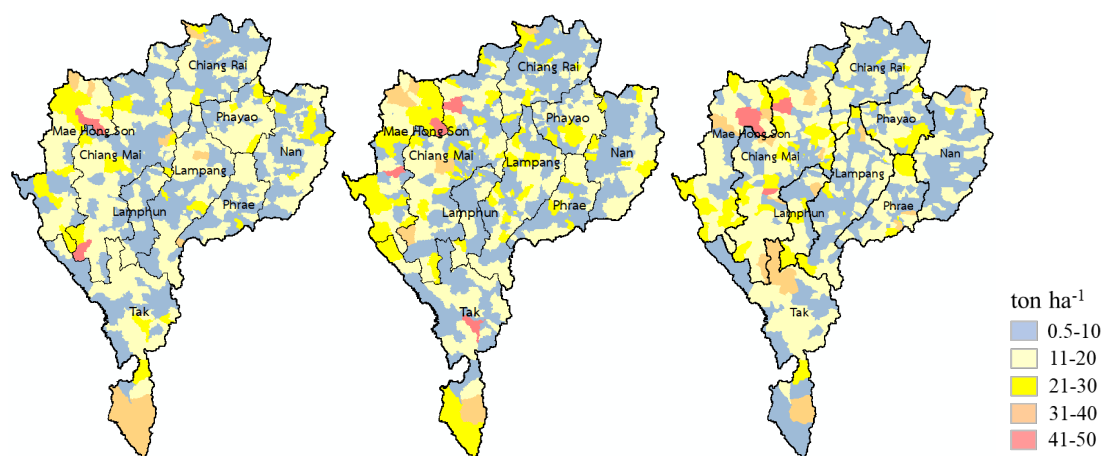 Chiang Rai
Phayao
Mae Hong Son
Chiang Mai
Nan
Lampang
Phrae
Lamphun
Tak
Chiang Rai
Phayao
Mae Hong Son
Chiang Mai
Nan
Lampang
Phrae
Lamphun
Tak
Chiang Rai
Phayao
Mae Hong Son
Chiang Mai
Nan
Lampang
Phrae
Lamphun
Tak
ton ha⁻¹
0.5-10
11-20
21-30
31-40
41-50